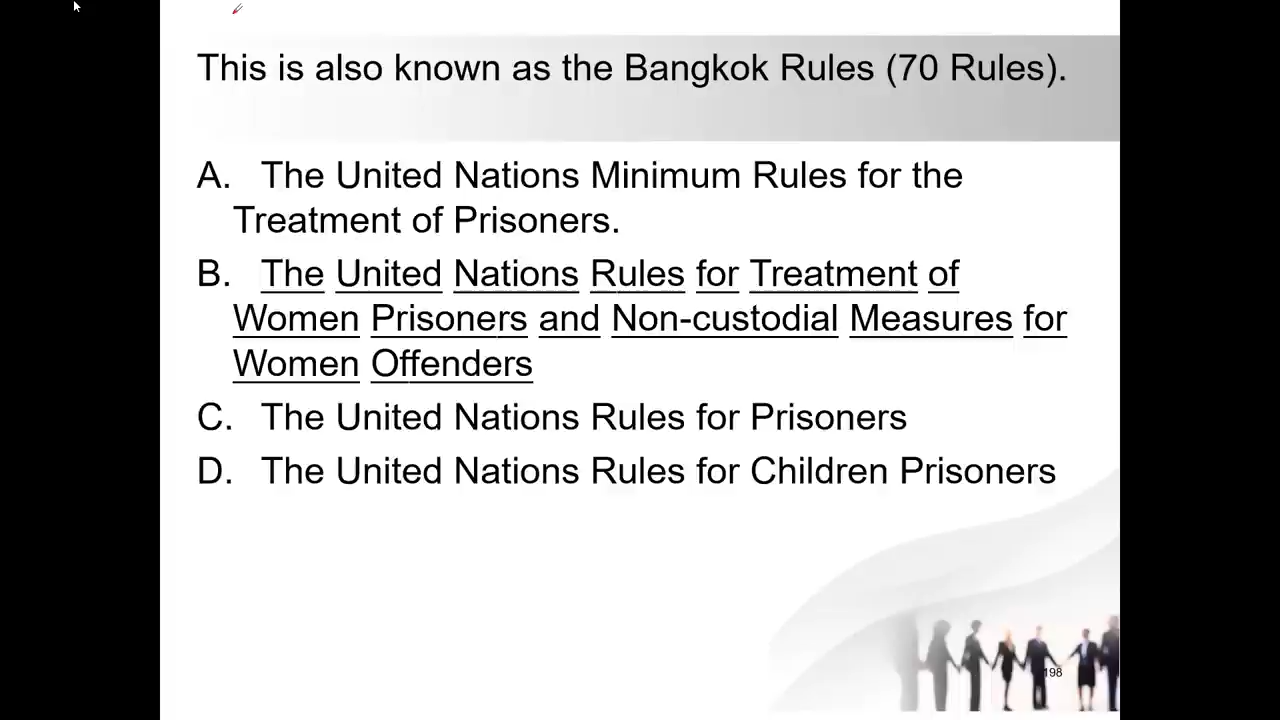 This is also known as the Bangkok Rules (70 Rules).
A. The United Nations Minimum Rules for the
Treatment of Prisoners.
B. The United Nations Rules for Treatment of
Women Prisoners and Non-custodial Measures for
Women Offenders
C. The United Nations Rules for Prisoners
D. The United Nations Rules for Children Prisoners
198